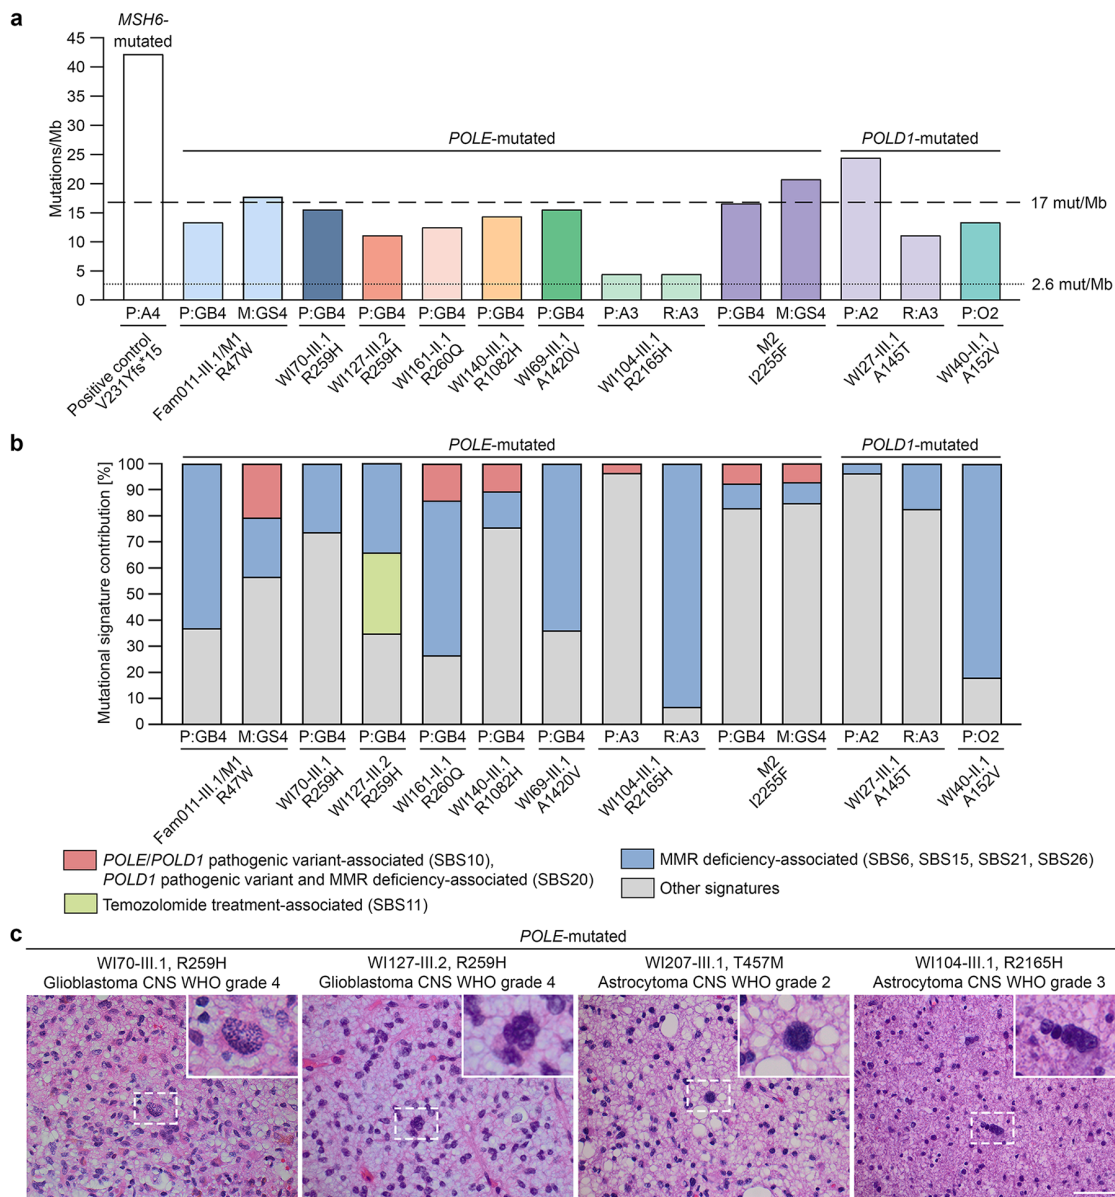 a
MSH6-
mutated
POLE-mutated
POLD1-mutated
Mutations/Mb
45
40
35
30
25
20
15
10
5
0
17 mut/Mb
2.6 mut/Mb
P:A4 P:GB4 M:GS4 P:GB4 P:GB4 P:GB4 P:GB4 P:GB4 P:A3 R:A3 P:GB4 M:GS4 P:A2 R:A3 P:O2
Positive control
V231Yfs*15
Fam011-III.1/M1
R47W
WI70-III.1
R259H
WI127-III.2
R259H
WI161-II.1
R260Q
WI140-III.1
R1082H
WI69-III.1
A1420V
WI104-III.1
R2165H
M2
I2255F
WI27-III.1
A145T
WI40-II.1
A152V
b
POLE-mutated
POLD1-mutated
Mutational signature contribution [%]
100
90
80
70
60
50
40
30
20
10
0
P:GB4 M:GS4 P:GB4 P:GB4 P:GB4 P:GB4 P:GB4 P:A3 R:A3 P:GB4 M:GS4 P:A2 R:A3 P:O2
Fam011-III.1/M1
R47W
WI70-III.1
R259H
WI127-III.2
R259H
WI161-II.1
R260Q
WI140-III.1
R1082H
WI69-III.1
A1420V
WI104-III.1
R2165H
M2
I2255F
WI27-III.1
A145T
WI40-II.1
A152V
POLE/POLD1 pathogenic variant-associated (SBS10),
POLD1 pathogenic variant and MMR deficiency-associated (SBS20)
Temozolomide treatment-associated (SBS11)
MMR deficiency-associated (SBS6, SBS15, SBS21, SBS26)
Other signatures
c
POLE-mutated
WI70-III.1, R259H
Glioblastoma CNS WHO grade 4
WI127-III.2, R259H
Glioblastoma CNS WHO grade 4
WI207-III.1, T457M
Astrocytoma CNS WHO grade 2
WI104-III.1, R2165H
Astrocytoma CNS WHO grade 3